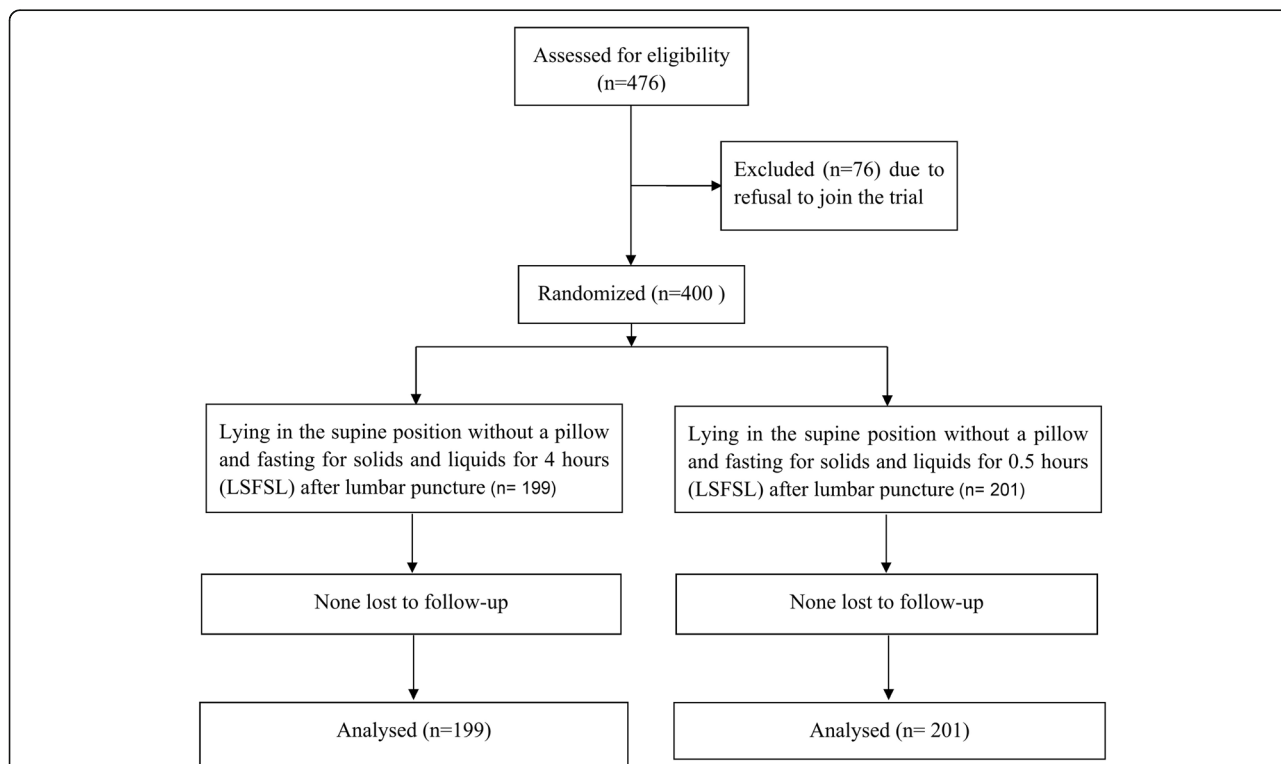 Assessed for eligibility
(n=476)
Excluded (n=76) due to
refusal to join the trial
Randomized (n=400 )
Lying in the supine position without a pillow
and fasting for solids and liquids for 4 hours
(LSFSL) after lumbar puncture (n= 199)
Lying in the supine position without a pillow
and fasting for solids and liquids for 0.5 hours
(LSFSL) after lumbar puncture (n= 201)
None lost to follow-up
None lost to follow-up
Analysed (n=199)
Analysed (n= 201)